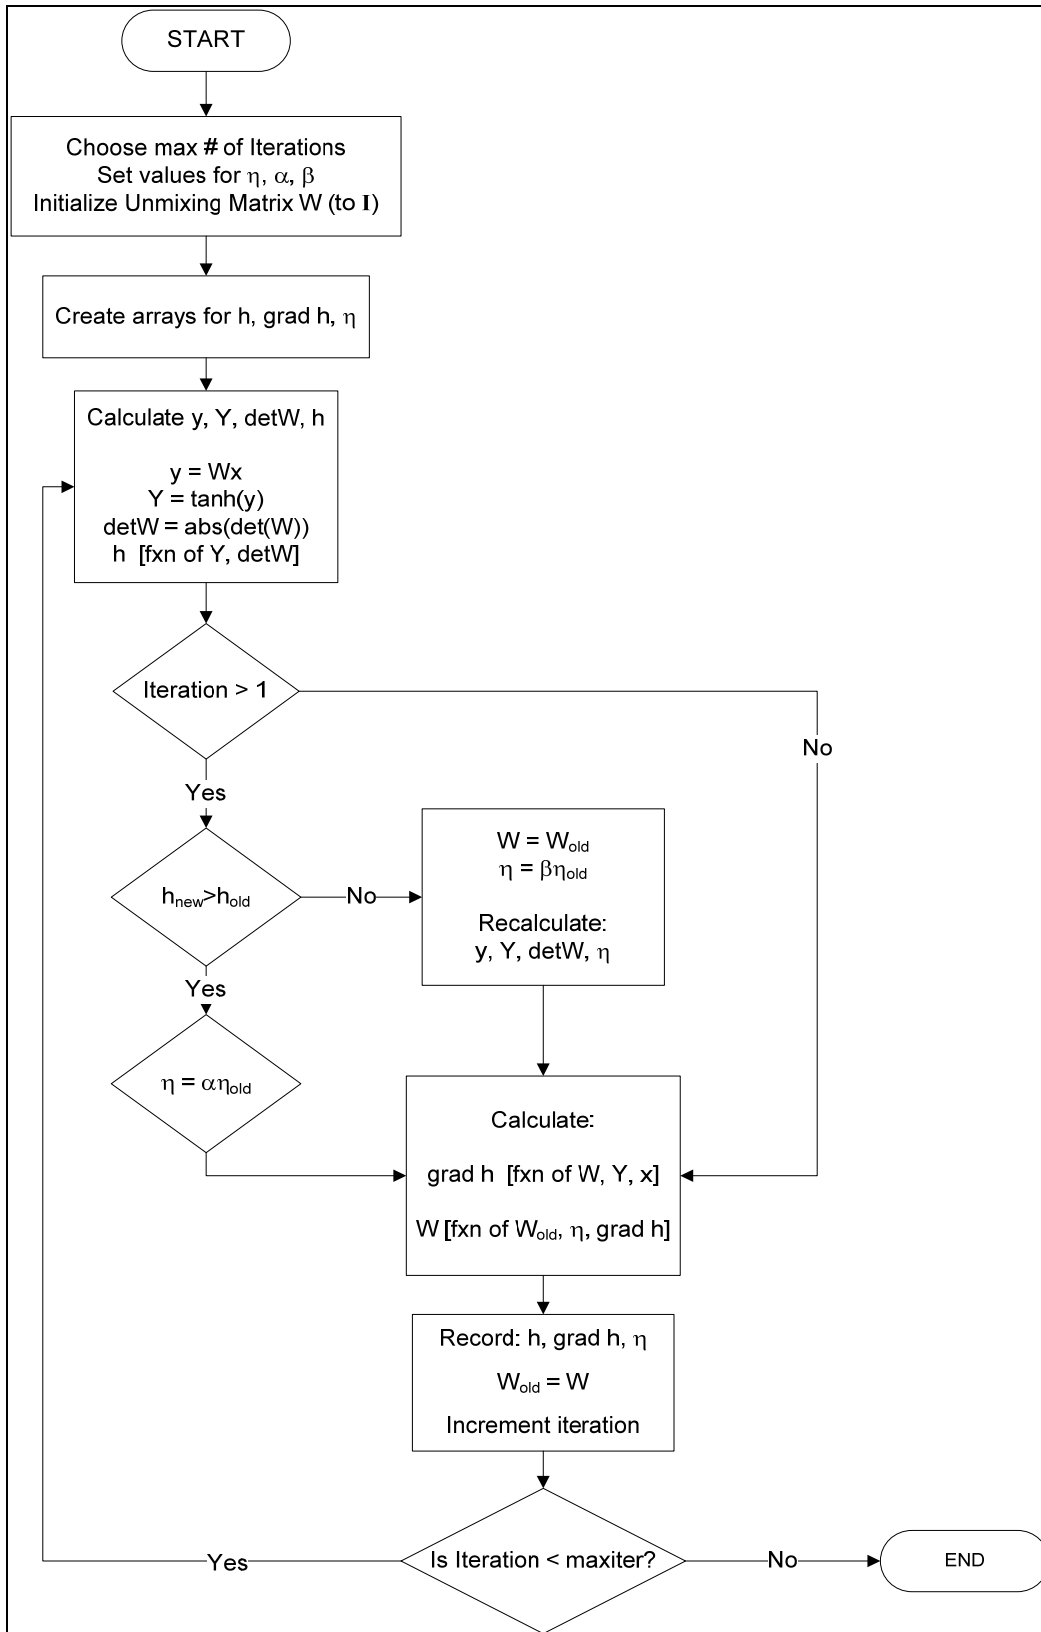 START
Choose max # of Iterations
Set values for η, α, β
Initialize Unmixing Matrix W (to I)
Create arrays for h, grad h, η
Calculate y, Y, detW, h
y = Wx
Y = tanh(y)
detW = abs(det(W))
h [fxn of Y, detW]
Iteration > 1
No
Yes
W = Wold
η = βηold
hnew>hold
No
Recalculate:
y, Y, detW, η
Yes
η = αηold
Calculate:
grad h [fxn of W, Y, x]
W [fxn of Wold, η, grad h]
Record: h, grad h, η
Wold = W
Increment iteration
Is Iteration < maxiter?
Yes
No
END